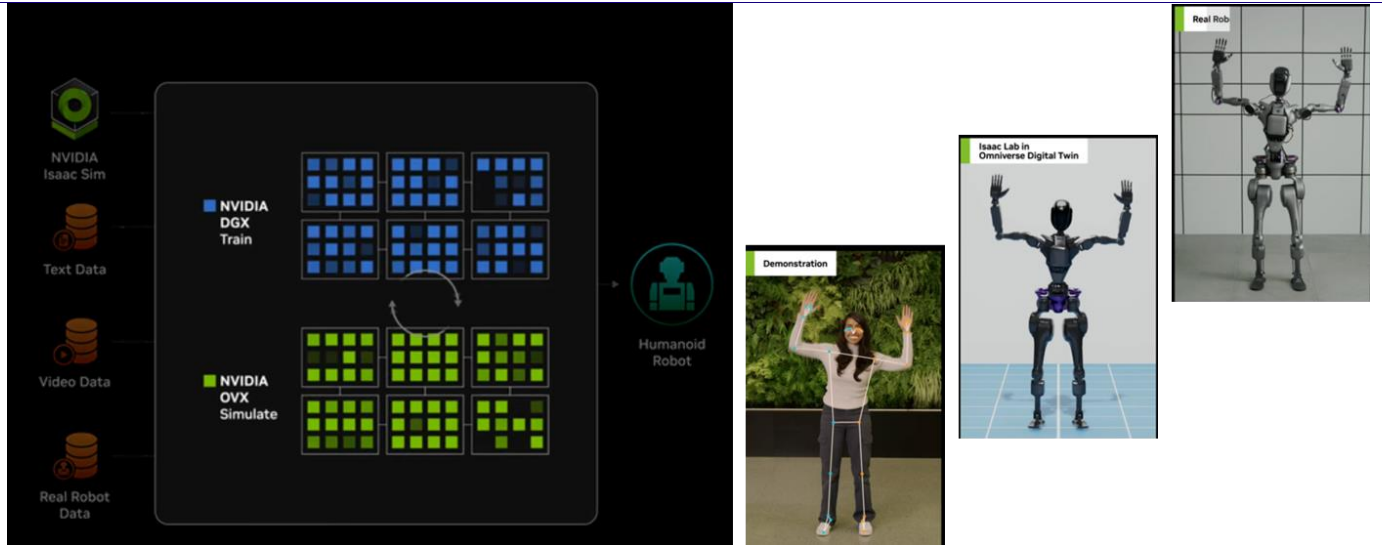 NVIDIA
Isaac Sim
Text Data
Video Data
Real Robot
Data
NVIDIA
DGX
Train
NVIDIA
OVX
Simulate
Humanoid
Robot
Demonstration
Isaac Lab in
Omniverse Digital Twin
Real Rob